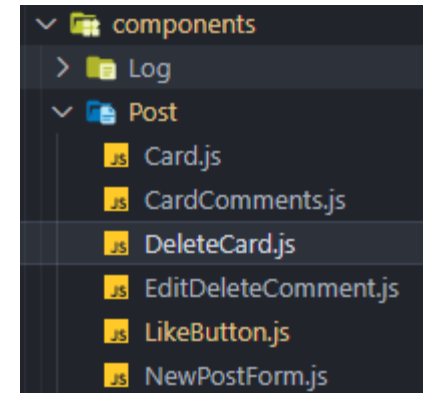 components
Log
Post
JS Card.js
JS CardComments.js
JS DeleteCard.js
JS EditDeleteComment.js
JS LikeButton.js
JS NewPostForm.js